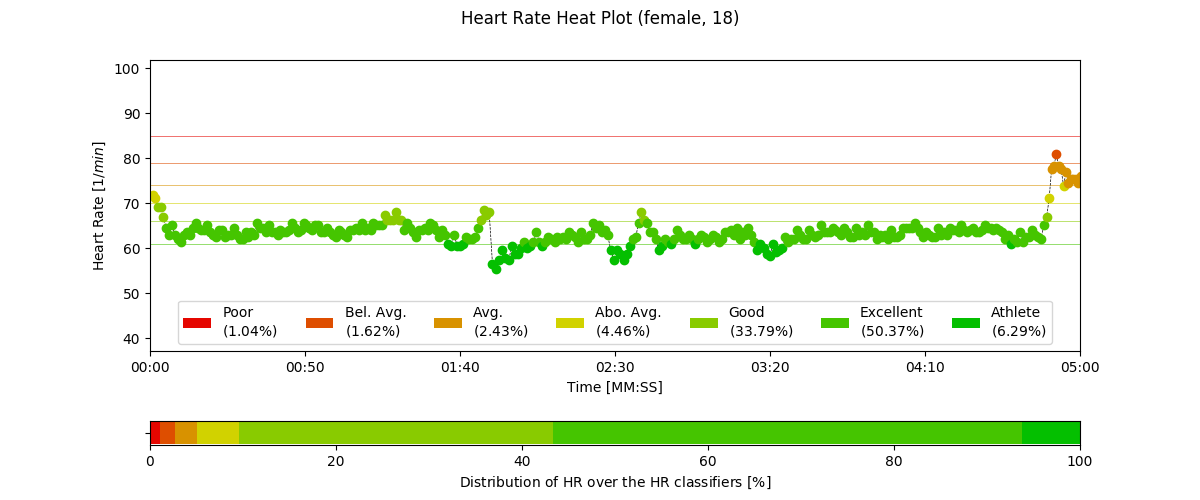 Heart Rate Heat Plot (female, 18)
100
90
80
70
60
50
40
Heart Rate [1/min]
Poor
(1.04%)
Bel. Avg.
(1.62%)
Avg.
(2.43%)
Abo. Avg.
(4.46%)
Good
(33.79%)
Excellent
(50.37%)
Athlete
(6.29%)
00:00 00:50 01:40 02:30 03:20 04:10 05:00
Time [MM:SS]
0 20 40 60 80 100
Distribution of HR over the HR classifiers [%]